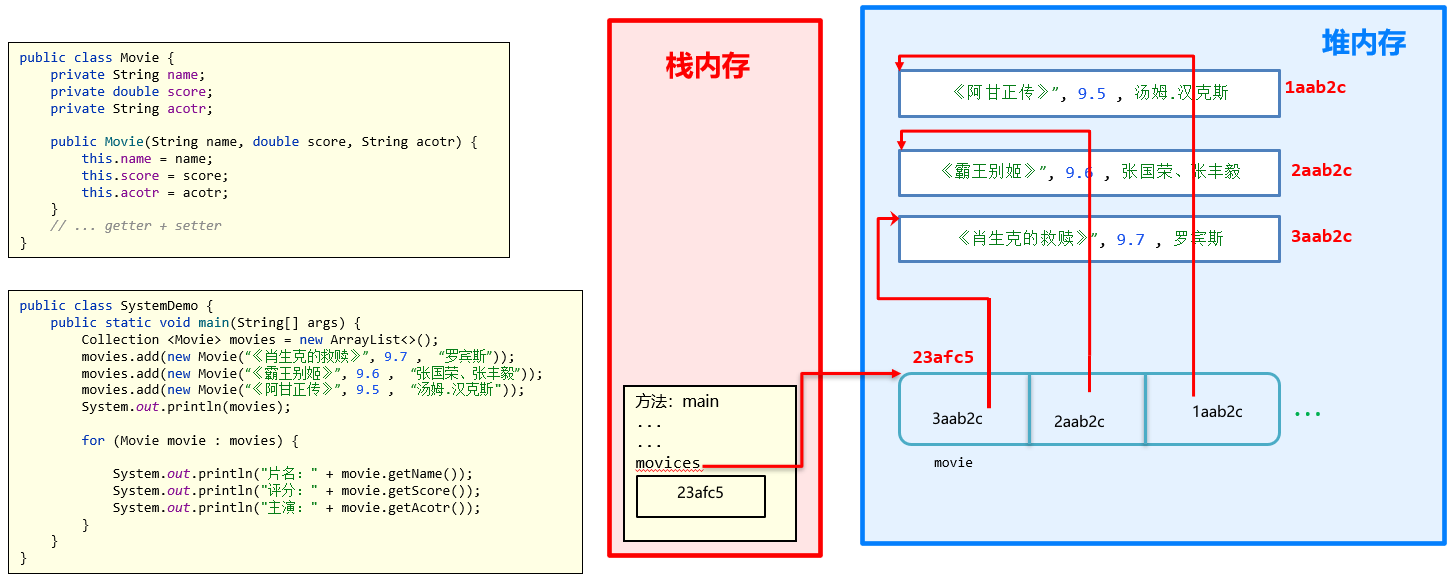 public class Movie {
    private String name;
    private double score;
    private String acotr;

    public Movie(String name, double score, String acotr) {
        this.name = name;
        this.score = score;
        this.acotr = acotr;
    }
    // ... getter + setter
}
public class SystemDemo {
    public static void main(String[] args) {
        Collection <Movie> movies = new ArrayList<>();
        movies.add(new Movie(“《肖生克的救赎》”, 9.7 , “罗宾斯”));
        movies.add(new Movie(“《霸王别姬》”, 9.6 , “张国荣、张丰毅”));
        movies.add(new Movie(“《阿甘正传》”, 9.5 , “汤姆.汉克斯"));
        System.out.println(movies);

        for (Movie movie : movies) {

            System.out.println("片名：" + movie.getName());
            System.out.println("评分：" + movie.getScore());
            System.out.println("主演：" + movie.getAcotr());
        }
    }
}
栈内存
方法：main
...
...
movices
23afc5
堆内存
《阿甘正传》”, 9.5 , 汤姆.汉克斯
1aab2c
《霸王别姬》”, 9.6 , 张国荣、张丰毅
2aab2c
《肖生克的救赎》”, 9.7 , 罗宾斯
3aab2c
23afc5
3aab2c
2aab2c
1aab2c
...
movie